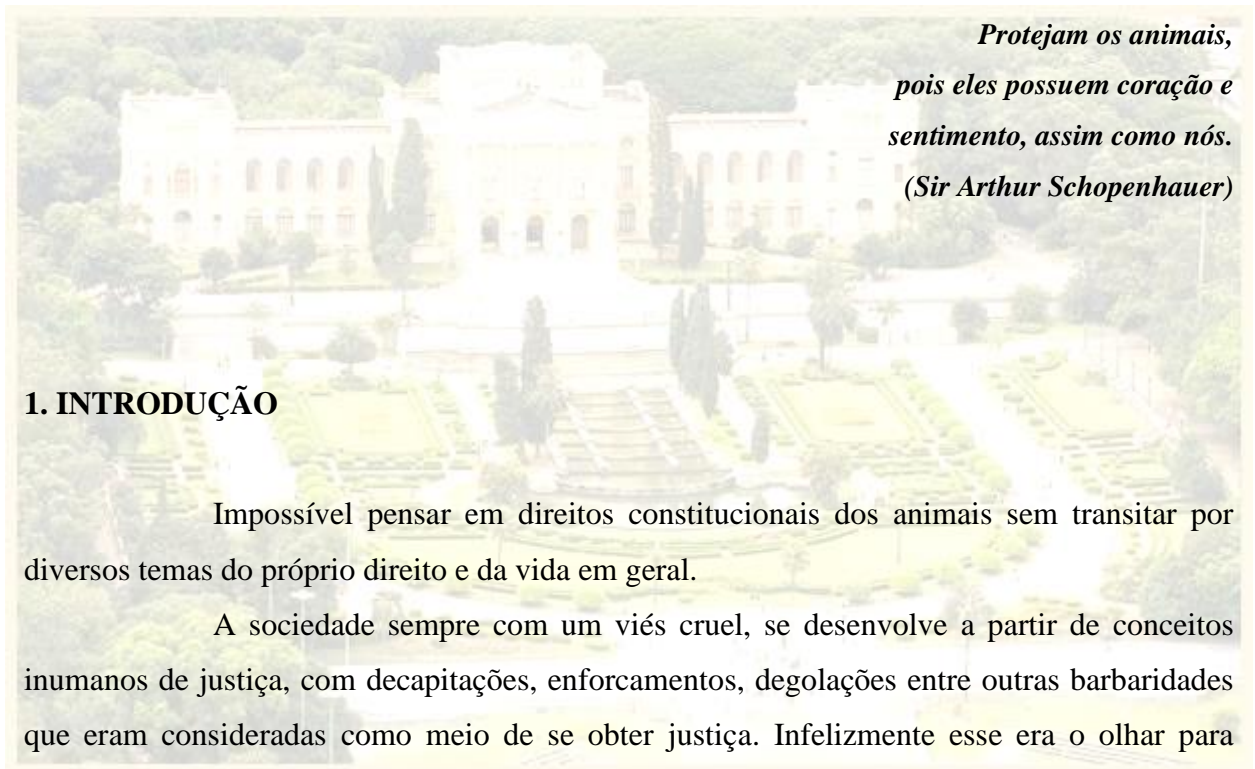 Protejam os animais,
pois eles possuem coração e
sentimento, assim como nós.
(Sir Arthur Schopenhauer)
1. INTRODUÇÃO
Impossível pensar em direitos constitucionais dos animais sem transitar por
diversos temas do próprio direito e da vida em geral.
A sociedade sempre com um viés cruel, se desenvolve a partir de conceitos
inumanos de justiça, com decapitações, enforcamentos, degolações entre outras barbaridades
que eram consideradas como meio de se obter justiça. Infelizmente esse era o olhar para